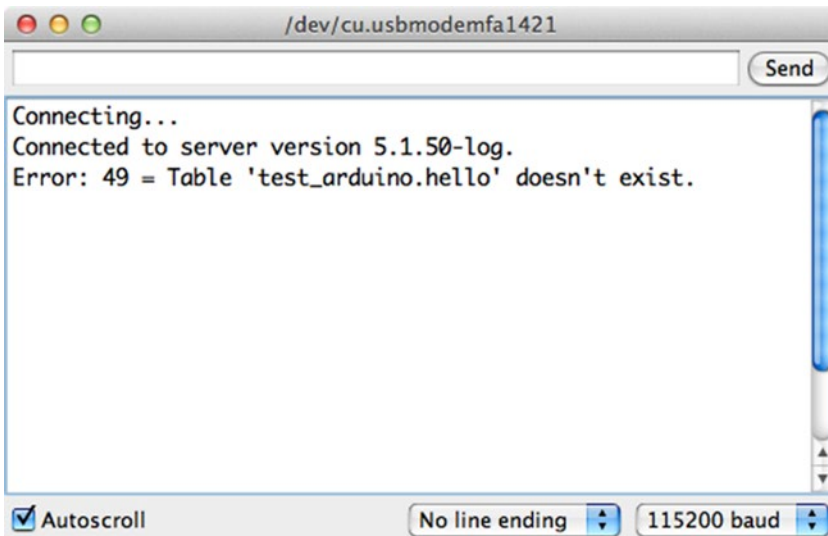 /dev/cu.usbmodemfa1421
Send
Connecting...
Connected to server version 5.1.50-log.
Error: 49 = Table 'test_arduino.hello' doesn't exist.
Autoscroll
No line ending
115200 baud